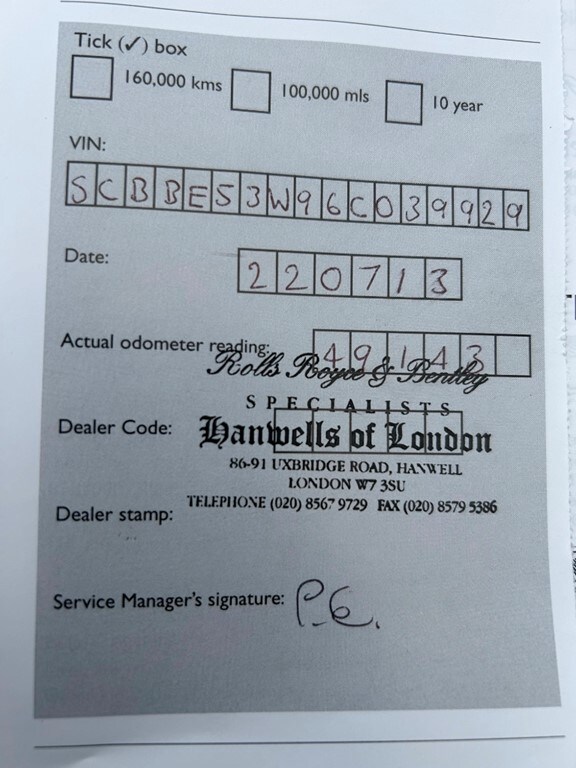 Tick (✓) box
160,000 kms 100,000 mls 10 year
VIN:
SCBBE53W96C039929
Date:
220713
Actual odometer reading: 49143
Rolls Royce & Bentley
SPECIALISTS
Dealer Code: Hanwells of London
86-91 UXBRIDGE ROAD, HANWELL
LONDON W7 3SU
TELEPHONE (020) 8567 9729 FAX (020) 8579 5386
Dealer stamp:
Service Manager's signature: P.E.